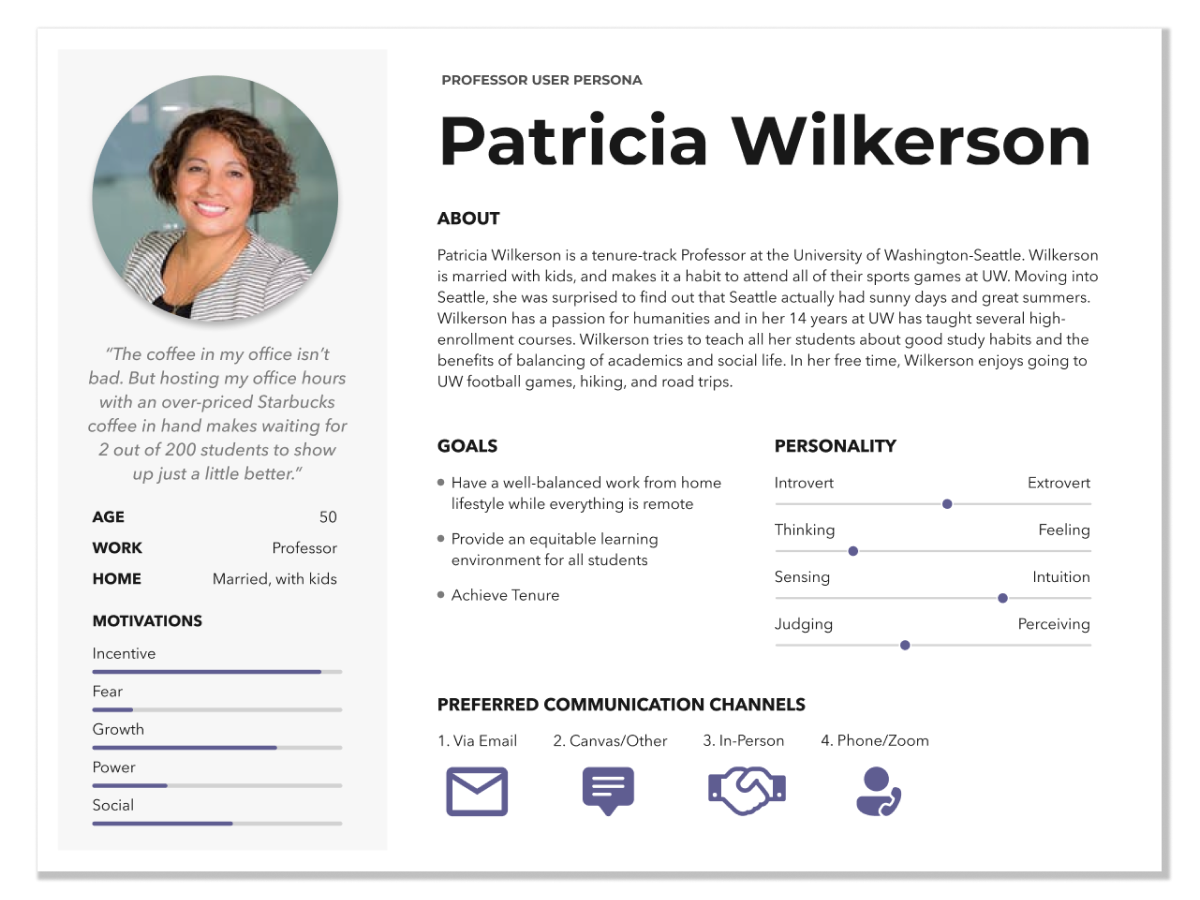 PROFESSOR USER PERSONA
Patricia Wilkerson
ABOUT
Patricia Wilkerson is a tenure-track Professor at the University of Washington-Seattle. Wilkerson
is married with kids, and makes it a habit to attend all of their sports games at UW. Moving into
Seattle, she was surprised to find out that Seattle actually had sunny days and great summers.
Wilkerson has a passion for humanities and in her 14 years at UW has taught several high-
enrollment courses. Wilkerson tries to teach all her students about good study habits and the
benefits of balancing of academics and social life. In her free time, Wilkerson enjoys going to
UW football games, hiking, and road trips.
“The coffee in my office isn’t
bad. But hosting my office hours
with an over-priced Starbucks
coffee in hand makes waiting for
2 out of 200 students to show
up just a little better.”
AGE 50
WORK Professor
HOME Married, with kids
MOTIVATIONS
Incentive
Fear
Growth
Power
Social
GOALS
Have a well-balanced work from home
lifestyle while everything is remote
Provide an equitable learning
environment for all students
Achieve Tenure
PERSONALITY
Introvert Extrovert
Thinking Feeling
Sensing Intuition
Judging Perceiving
PREFERRED COMMUNICATION CHANNELS
1. Via Email 2. Canvas/Other 3. In-Person 4. Phone/Zoom